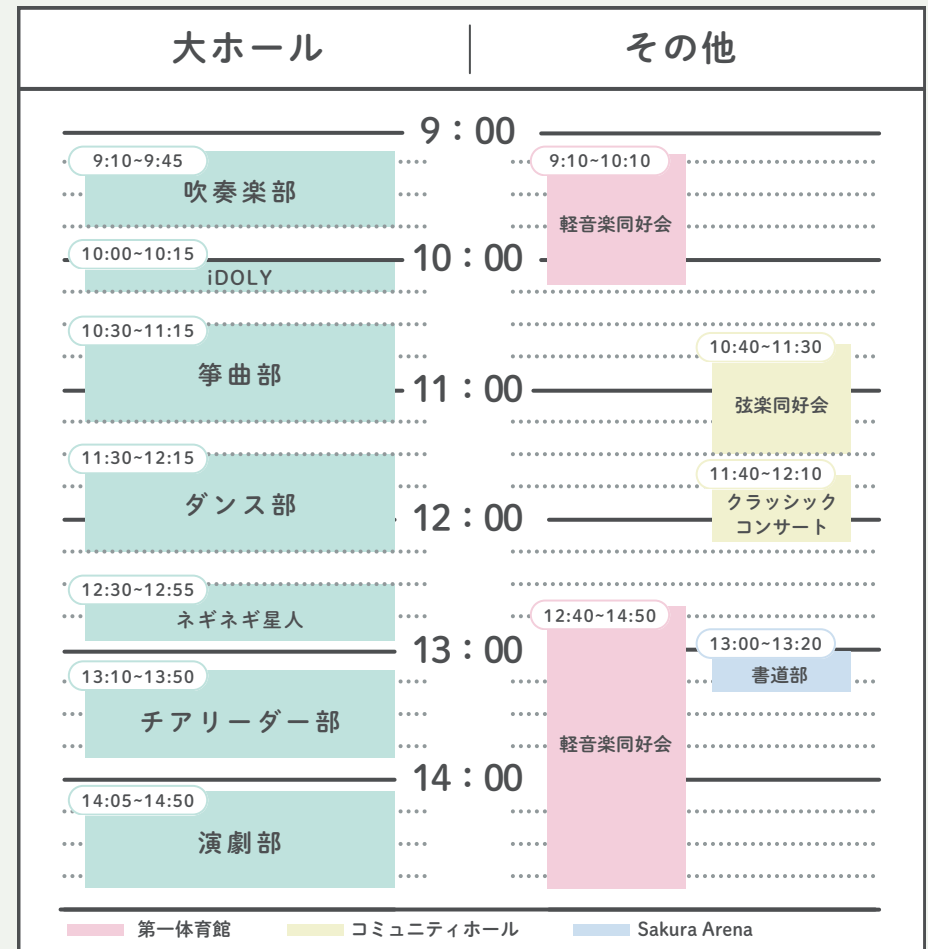 大ホール
その他
9:00
9:10~9:45
吹奏楽部
9:10~10:10
軽音楽同好会
10:00
10:00~10:15
iDOLY
10:30~11:15
箏曲部
10:40~11:30
弦楽同好会
11:00
11:30~12:15
ダンス部
11:40~12:10
クラッシック
コンサート
12:00
12:30~12:55
ネギネギ星人
12:40~14:50
軽音楽同好会
13:00
13:00~13:20
書道部
13:10~13:50
チアリーダー部
14:00
14:05~14:50
演劇部
第一体育館
コミュニティホール
Sakura Arena